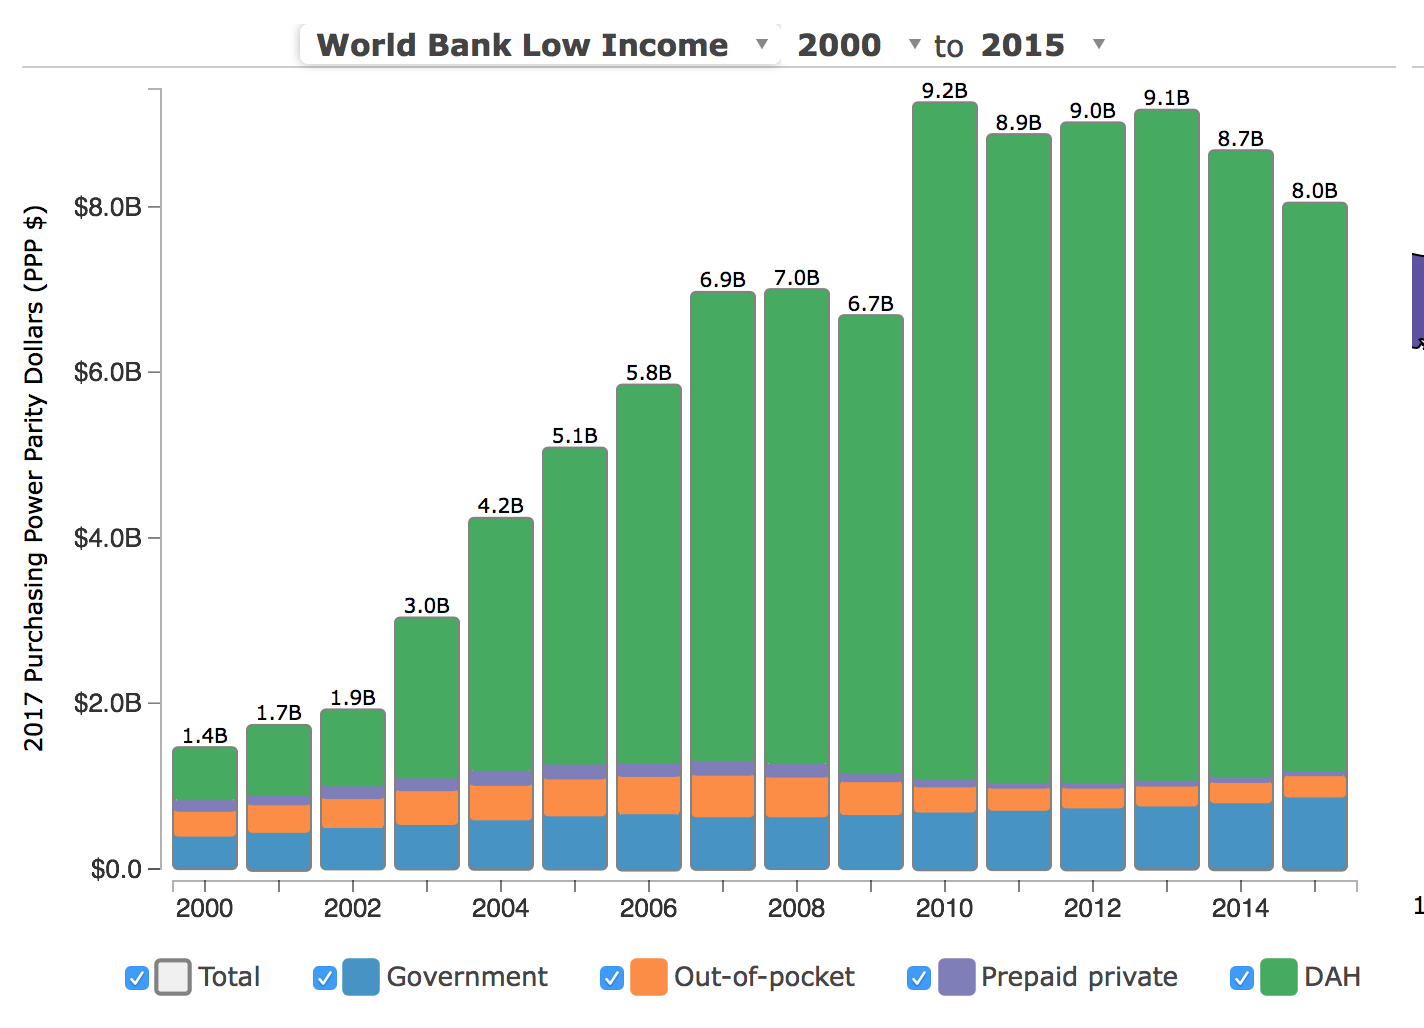 World Bank Low Income 2000 to 2015
2017 Purchasing Power Parity Dollars (PPP $)
$8.0B
$6.0B
$4.0B
$2.0B
$0.0
1.4B
1.7B
1.9B
3.0B
4.2B
5.1B
5.8B
6.9B
7.0B
6.7B
9.2B
8.9B
9.0B
9.1B
8.7B
8.0B
2000 2002 2004 2006 2008 2010 2012 2014
Total Government Out-of-pocket Prepaid private DAH